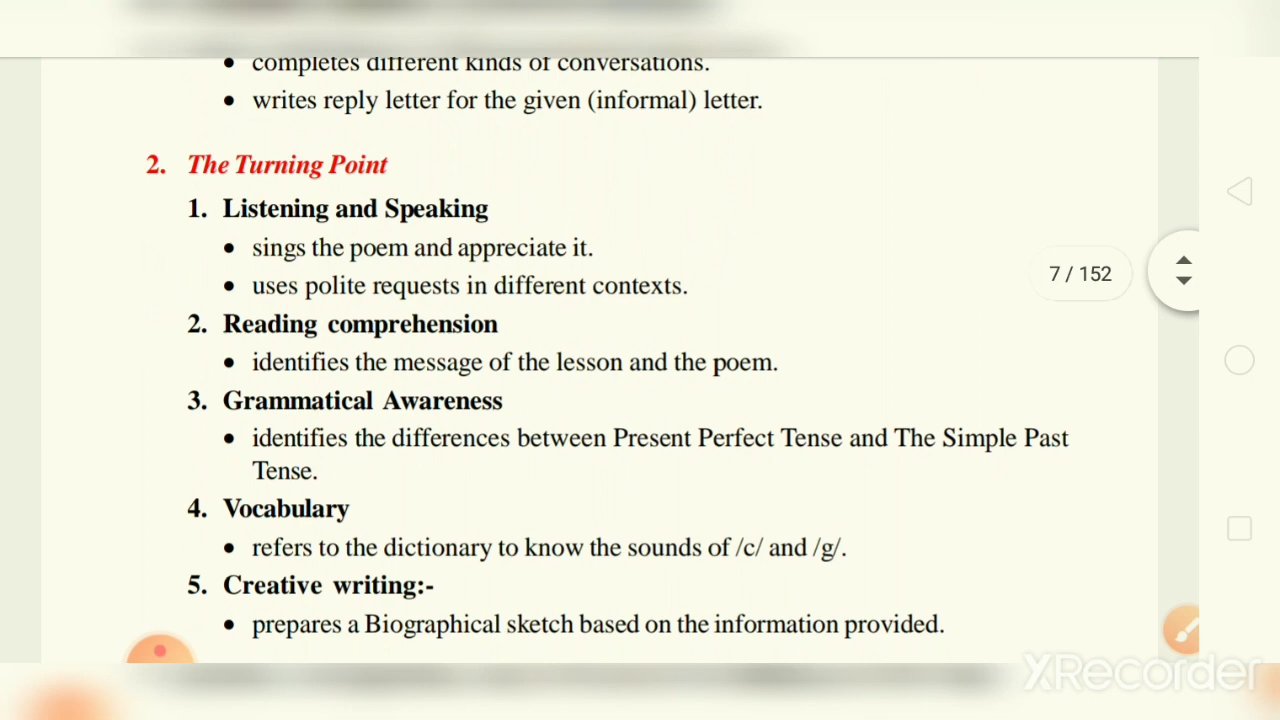 • completes different kinds of conversations.
• writes reply letter for the given (informal) letter.
2. The Turning Point
1. Listening and Speaking
• sings the poem and appreciate it.
• uses polite requests in different contexts.
7 / 152
2. Reading comprehension
• identifies the message of the lesson and the poem.
3. Grammatical Awareness
• identifies the differences between Present Perfect Tense and The Simple Past
Tense.
4. Vocabulary
• refers to the dictionary to know the sounds of /c/ and /g/.
5. Creative writing:-
• prepares a Biographical sketch based on the information provided.
XRecorder